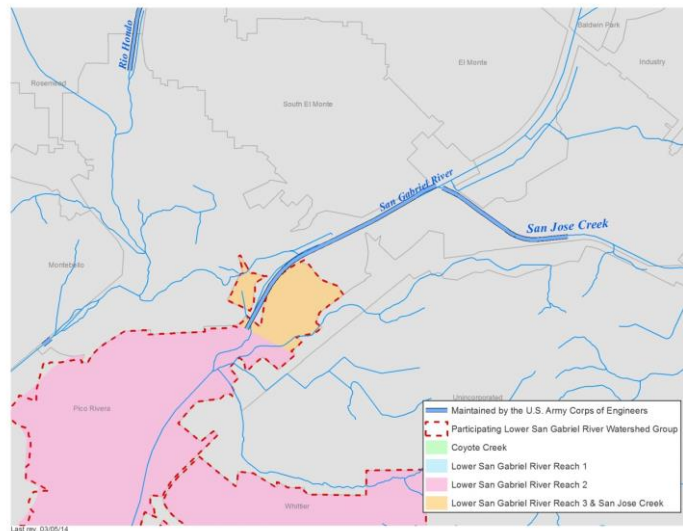 Baldwin Park
Rio Hondo
El Monte
Industry
Rosemead
South El Monte
San Gabriel River
San Jose Creek
Montebello
Pico Rivera
Unincorporated
Whittier
Maintained by the U.S. Army Corps of Engineers
Participating Lower San Gabriel River Watershed Group
Coyote Creek
Lower San Gabriel River Reach 1
Lower San Gabriel River Reach 2
Lower San Gabriel River Reach 3 & San Jose Creek
Last rev. 03/05/14